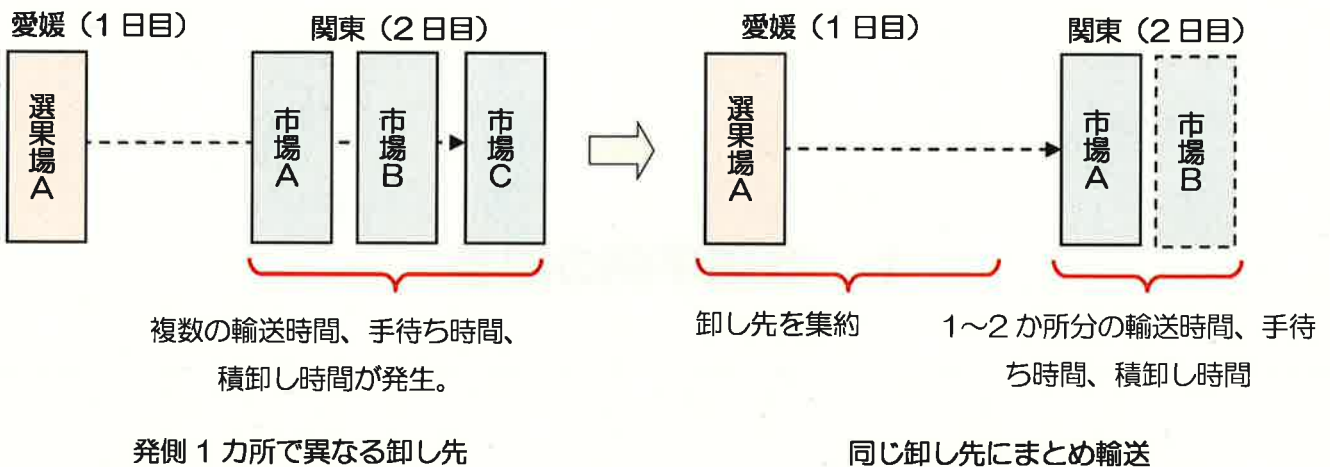 愛媛(1日目)
関東(2日目)
選果場A
市場A
市場B
市場C
複数の輸送時間、手待ち時間、
積卸し時間が発生。
発側1カ所で異なる卸し先
愛媛(1日目)
関東(2日目)
選果場A
市場A
市場B
卸し先を集約
1~2か所分の輸送時間、手待
ち時間、積卸し時間
同じ卸し先にまとめ輸送